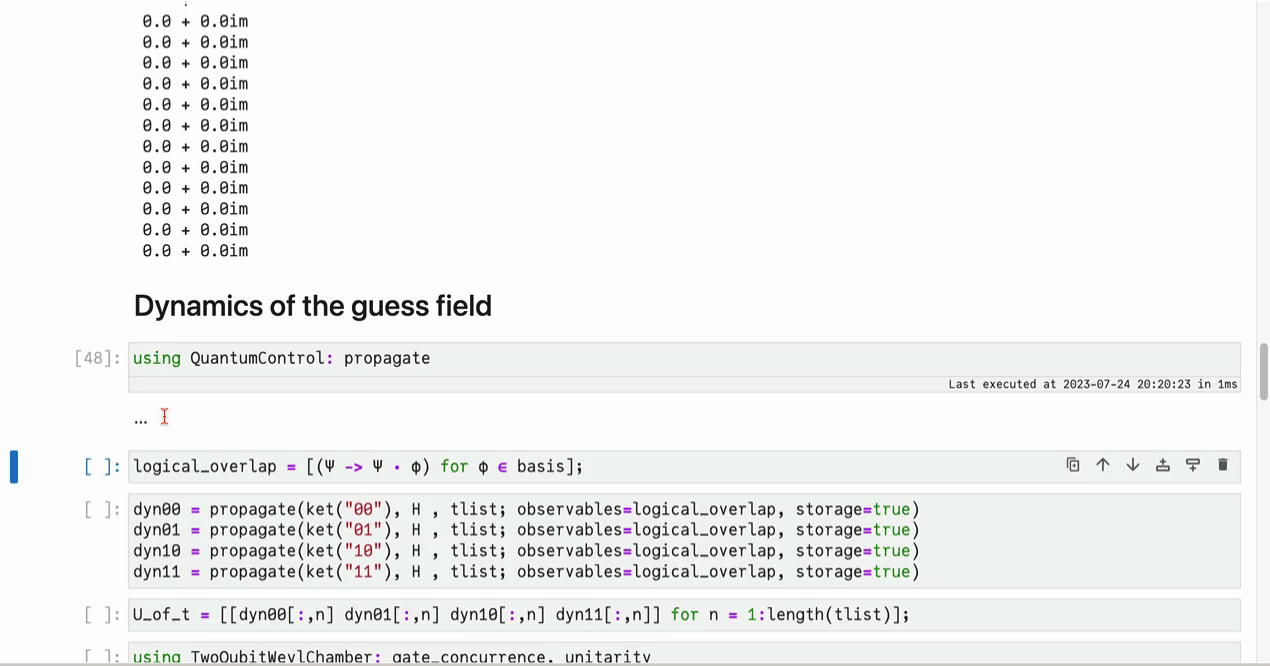 0.0 + 0.0im
0.0 + 0.0im
0.0 + 0.0im
0.0 + 0.0im
0.0 + 0.0im
0.0 + 0.0im
0.0 + 0.0im
0.0 + 0.0im
0.0 + 0.0im
0.0 + 0.0im
0.0 + 0.0im
0.0 + 0.0im
Dynamics of the guess field
[48]: using QuantumControl: propagate
Last executed at 2023-07-24 20:20:23 in 1ms
...
[ ]: logical_overlap = [(Ψ -> Ψ ⋅ ϕ) for ϕ ∈ basis];
[ ]: dyn00 = propagate(ket("00"), H , tlist; observables=logical_overlap, storage=true)
dyn01 = propagate(ket("01"), H , tlist; observables=logical_overlap, storage=true)
dyn10 = propagate(ket("10"), H , tlist; observables=logical_overlap, storage=true)
dyn11 = propagate(ket("11"), H , tlist; observables=logical_overlap, storage=true)
[ ]: U_of_t = [[dyn00[:,n] dyn01[:,n] dyn10[:,n] dyn11[:,n]] for n = 1:length(tlist)];
[ ]: using TwoQubitWeylChamber: gate_concurrence, unitarity